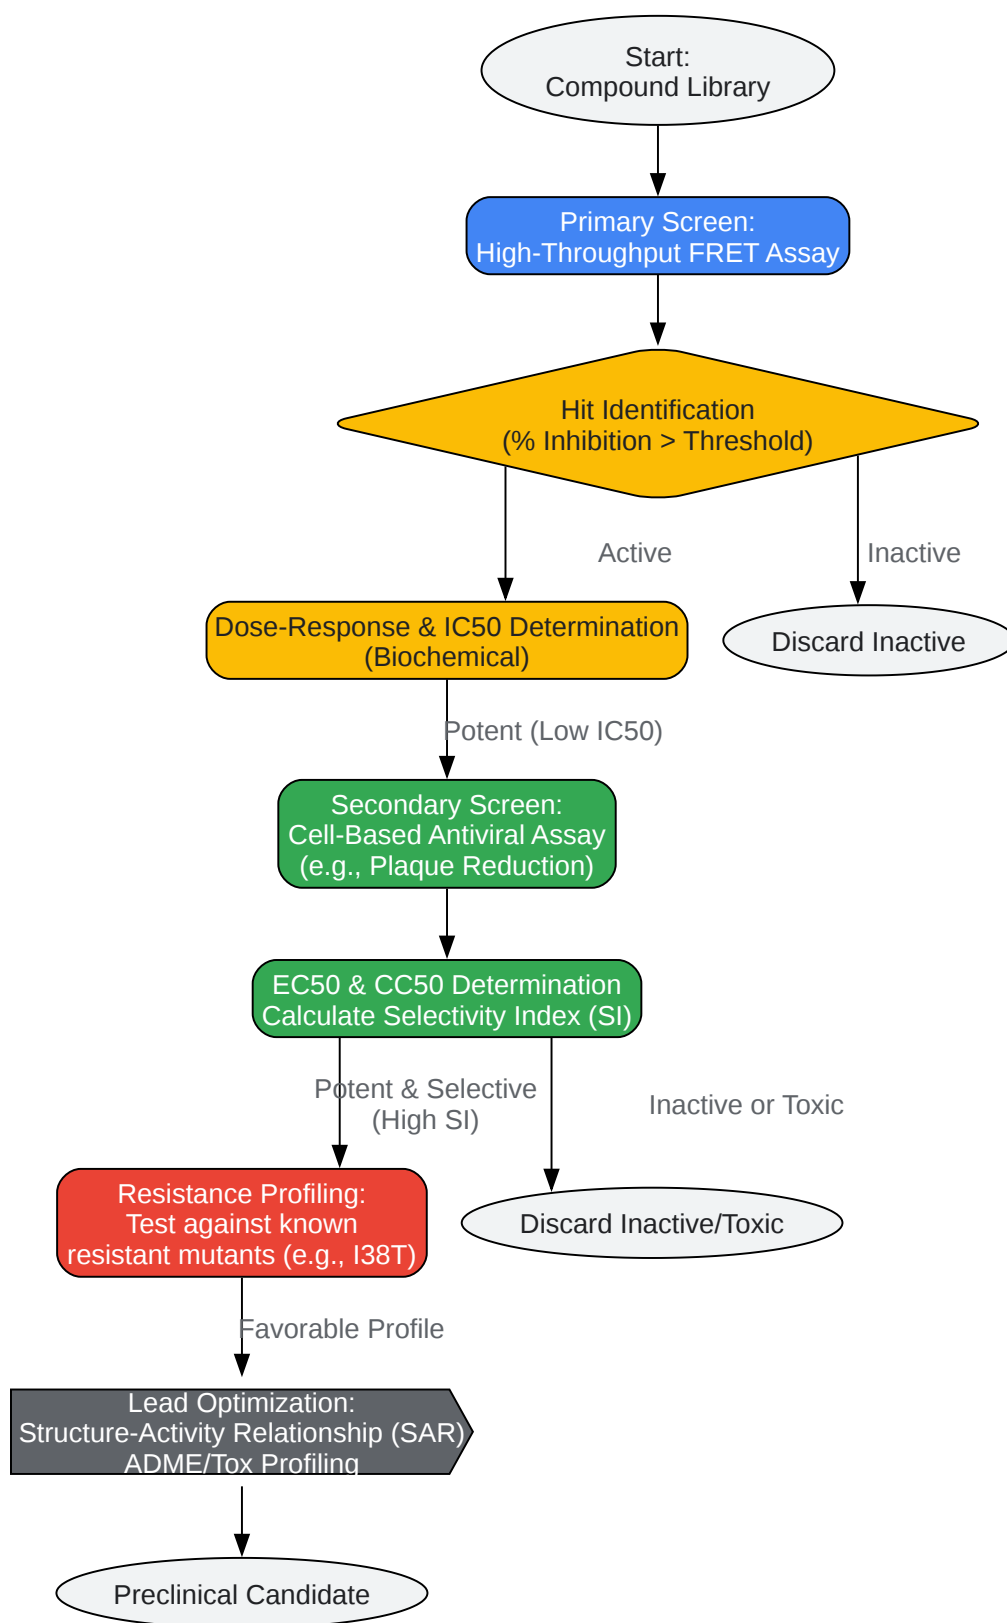 Start:
Compound Library
Primary Screen:
High-Throughput FRET Assay
Hit Identification
(% Inhibition > Threshold)
Active
Inactive
Dose-Response & IC50 Determination
(Biochemical)
Discard Inactive
Potent (Low IC50)
Secondary Screen:
Cell-Based Antiviral Assay
(e.g., Plaque Reduction)
EC50 & CC50 Determination
Calculate Selectivity Index (SI)
Potent & Selective
(High SI)
Inactive or Toxic
Resistance Profiling:
Test against known
resistant mutants (e.g., I38T)
Discard Inactive/Toxic
Favorable Profile
Lead Optimization:
Structure-Activity Relationship (SAR)
ADME/Tox Profiling
Preclinical Candidate